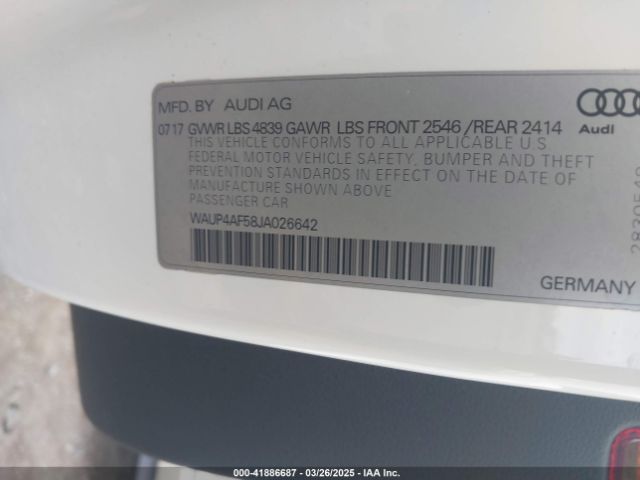 MFD. BY AUDI AG
0717 GVWR LBS 4839 GAWR LBS FRONT 2546 /REAR 2414
Audi
THIS VEHICLE CONFORMS TO ALL APPLICABLE U.S
FEDERAL MOTOR VEHICLE SAFETY, BUMPER AND THEFT
PREVENTION STANDARDS IN EFFECT ON THE DATE OF
MANUFACTURE SHOWN ABOVE.
PASSENGER CAR
WAUP4AF58JA026642
GERMANY
000-41886687 - 03/26/2025 - IAA Inc.